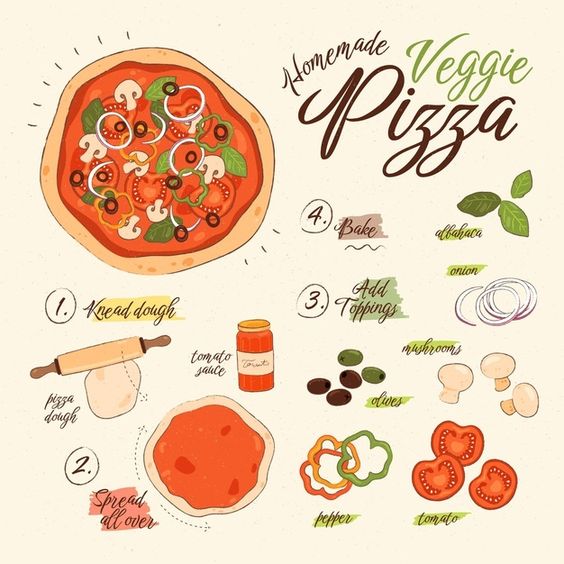 Homemade
Veggie
Pizza
1. Knead dough
pizza
dough
tomato
sauce
Tomato
2.
Spread
all over
3. Add
Toppings
4. Bake
albahaca
onion
mushrooms
olives
pepper
tomato